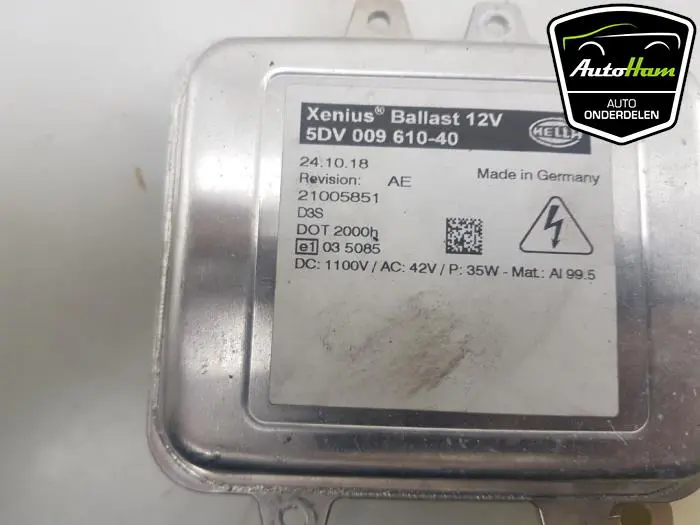 AutoHam
AUTO
ONDERDELEN
Xenius® Ballast 12V
5DV 009 610-40
HELLA
24.10.18
Revision: AE
Made in Germany
21005851
D3S
DOT 2000h
e1 03 5085
DC: 1100V / AC: 42V / P: 35W - Mat.: Al 99.5